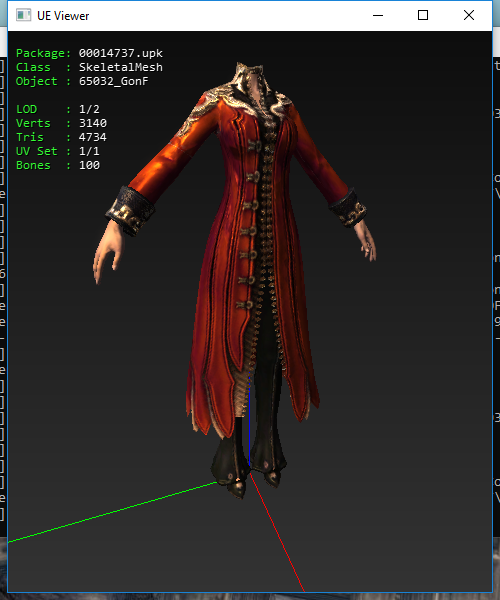 UE Viewer
Package: 00014737.upk
Class  : SkeletalMesh
Object : 65032_GonF
LOD    : 1/2
Verts  : 3140
Tris   : 4734
UV Set : 1/1
Bones  : 100